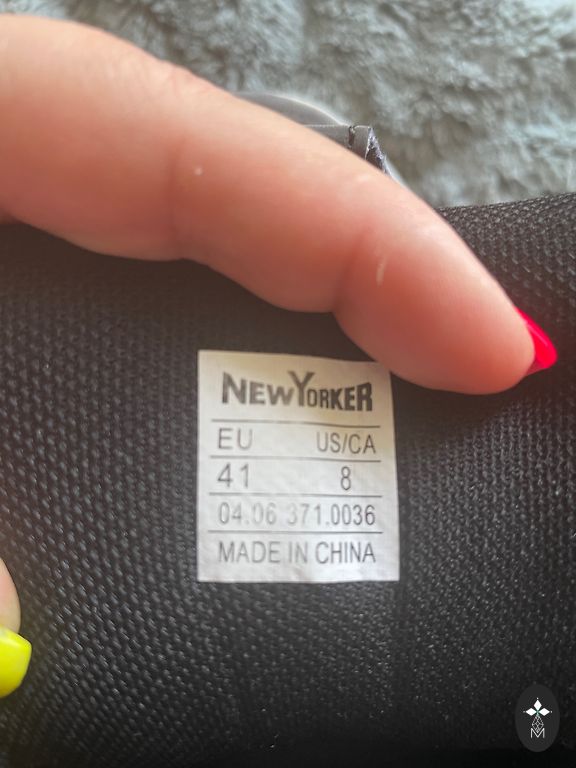 NEWYORKER
EU US/CA
41 8
04.06 371.0036
MADE IN CHINA
M